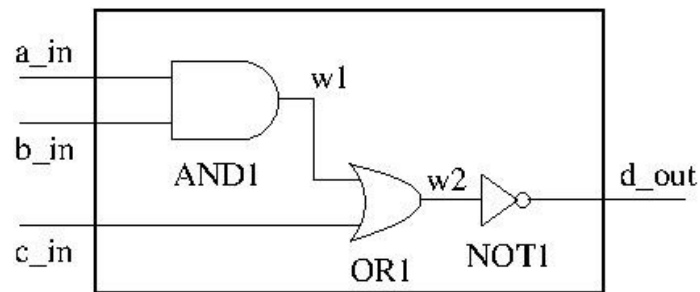 a_in
w1
b_in
AND1
w2
d_out
c_in
OR1
NOT1